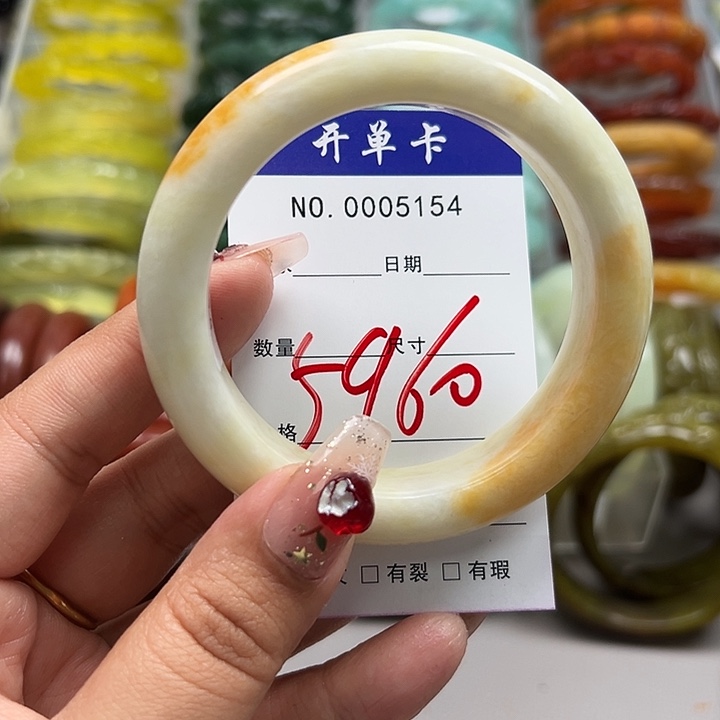 开单卡
NO. 0005154
日期
数量 尺寸
5960
格
□有裂 □有瑕